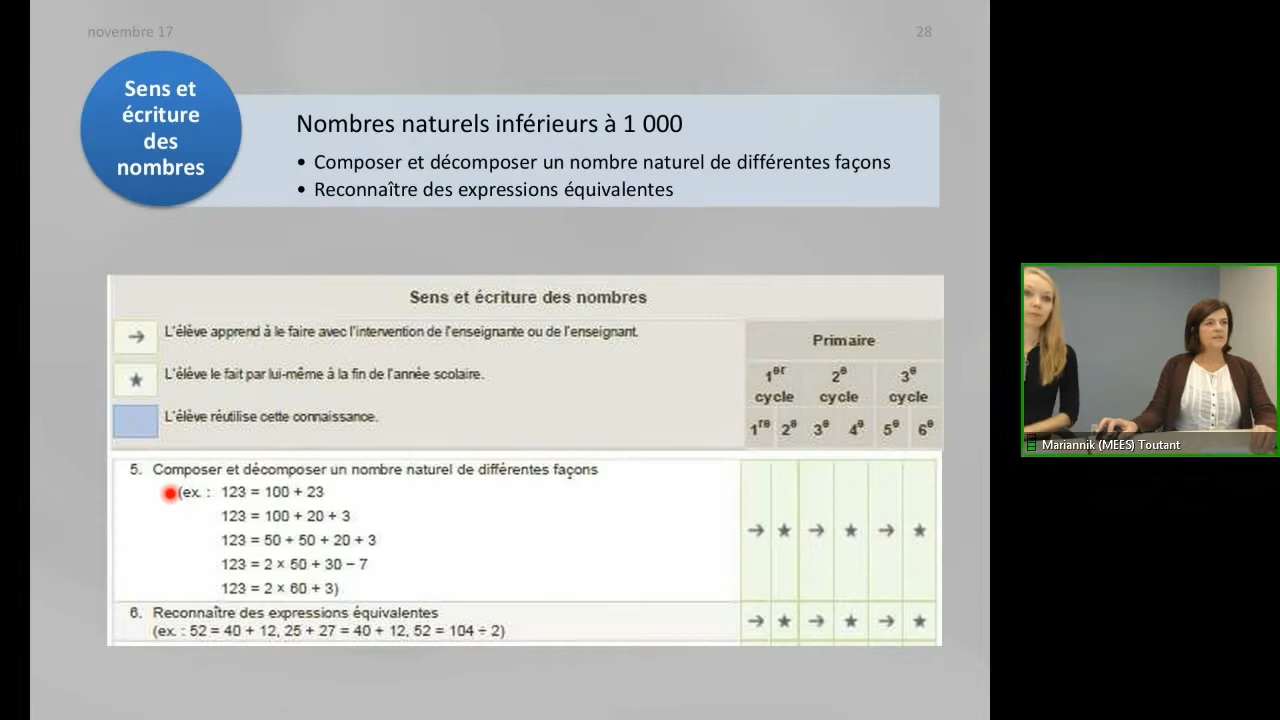 novembre 17
28
Sens et
écriture
des
nombres
Nombres naturels inférieurs à 1 000
• Composer et décomposer un nombre naturel de différentes façons
• Reconnaître des expressions équivalentes
Sens et écriture des nombres
→ L'élève apprend à le faire avec l'intervention de l'enseignante ou de l'enseignant.
★ L'élève le fait par lui-même à la fin de l'année scolaire.
L'élève réutilise cette connaissance.
Primaire
1er cycle 2e cycle 3e cycle
1re 2e 3e 4e 5e 6e
5. Composer et décomposer un nombre naturel de différentes façons
(ex. : 123 = 100 + 23
123 = 100 + 20 + 3
123 = 50 + 50 + 20 + 3
123 = 2 × 50 + 30 − 7
123 = 2 × 60 + 3)
→ ★ → ★ → ★
6. Reconnaître des expressions équivalentes
(ex. : 52 = 40 + 12, 25 + 27 = 40 + 12, 52 = 104 ÷ 2)
→ ★ → ★ → ★
Mariannik (MEES) Toutant